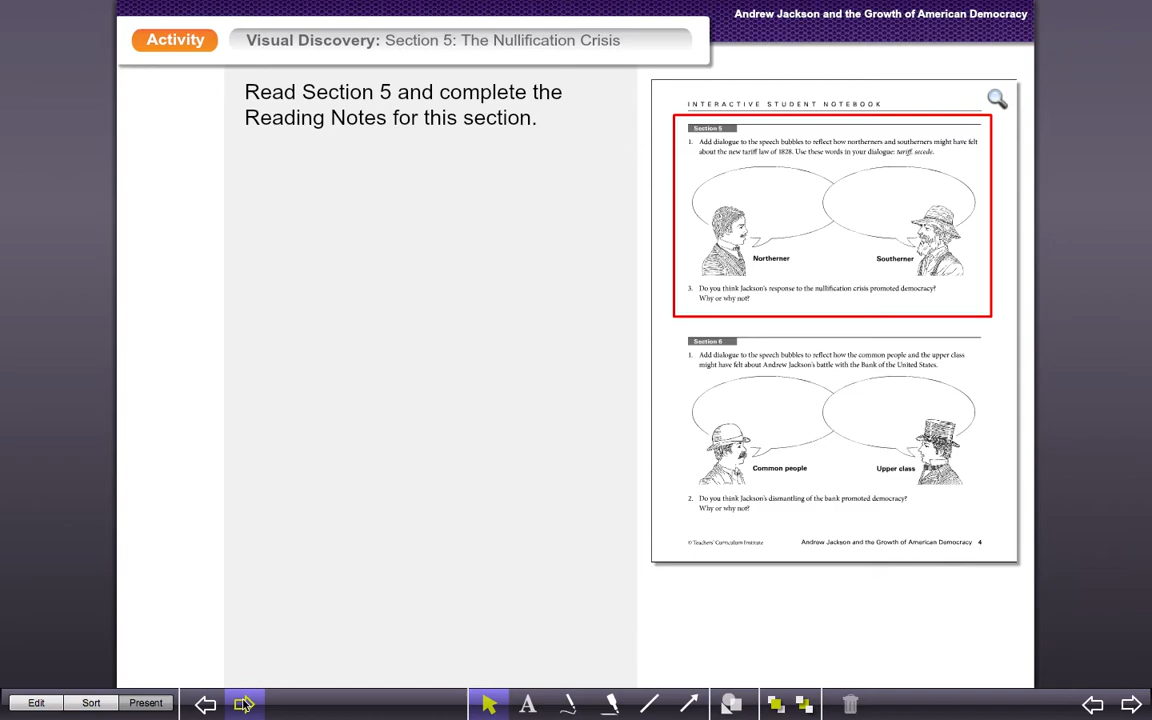 Andrew Jackson and the Growth of American Democracy
Activity
Visual Discovery: Section 5: The Nullification Crisis
Read Section 5 and complete the
Reading Notes for this section.
INTERACTIVE STUDENT NOTEBOOK
Section 5
1. Add dialogue to the speech bubbles to reflect how northerners and southerners might have felt
about the new tariff law of 1828. Use these words in your dialogue: tariff, secede.
Northerner
Southerner
3. Do you think Jackson's response to the nullification crisis promoted democracy?
Why or why not?
Section 6
1. Add dialogue to the speech bubbles to reflect how the common people and the upper class
might have felt about Andrew Jackson's battle with the Bank of the United States.
Common people
Upper class
2. Do you think Jackson's dismantling of the bank promoted democracy?
Why or why not?
© Teachers' Curriculum Institute
Andrew Jackson and the Growth of American Democracy 4
Edit
Sort
Present
A